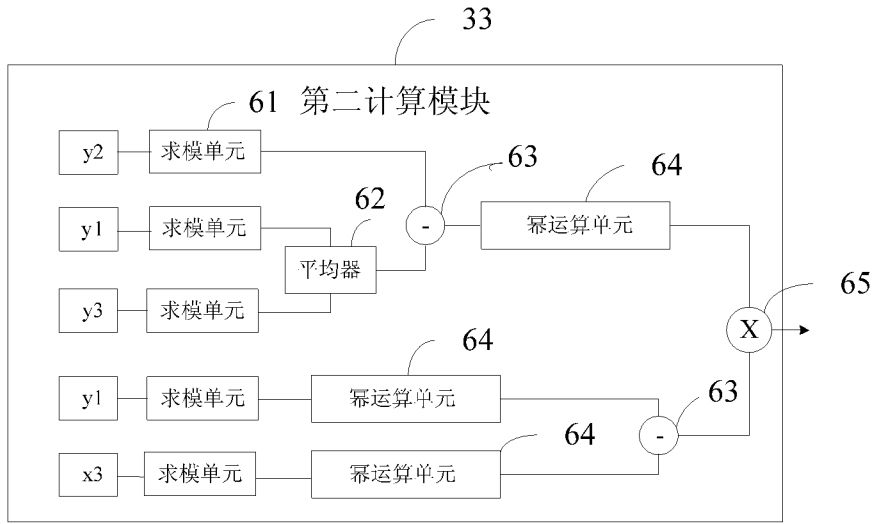 33
61 第二计算模块
y2 求模单元 63 64
62
y1 求模单元 - 幂运算单元
平均器
65
y3 求模单元 X
64
y1 求模单元 幂运算单元 63
64 -
x3 求模单元 幂运算单元